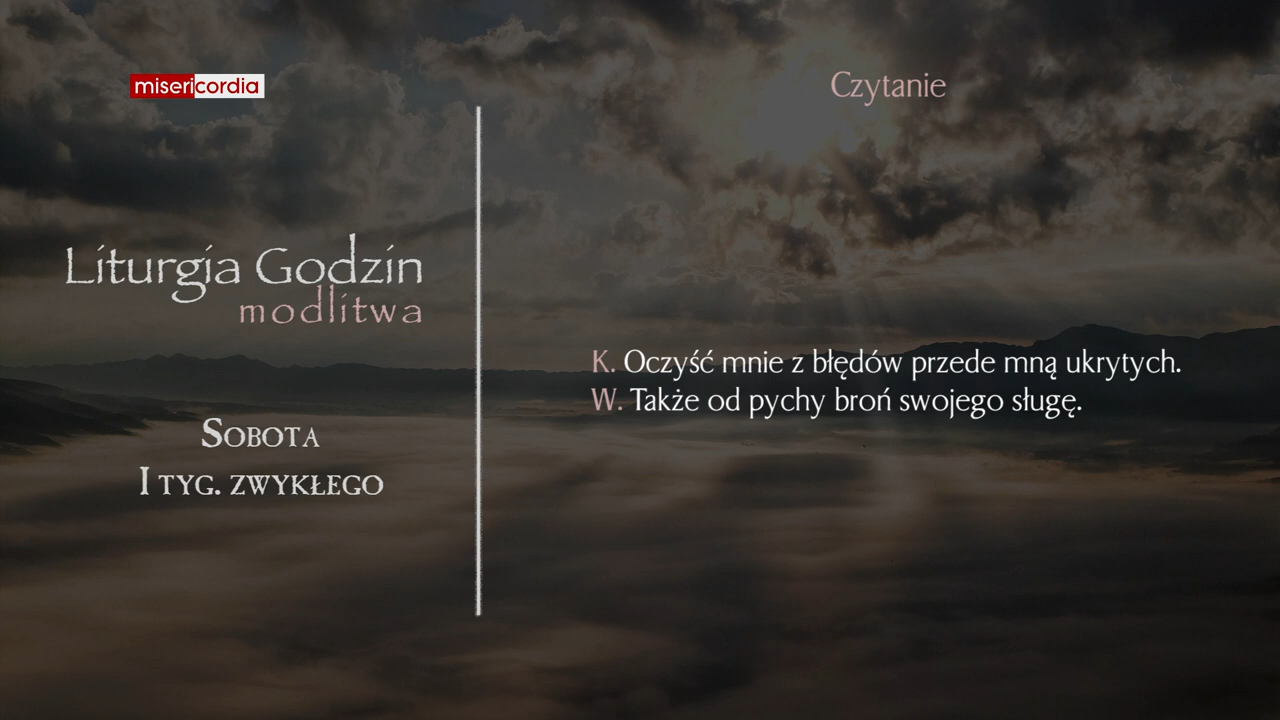 misericordia
Czytanie
Liturgia Godzin
modlitwa
K. Oczyść mnie z błędów przede mną ukrytych.
W. Także od pychy broń swojego sługę.
Sobota
I tyg. zwykłego